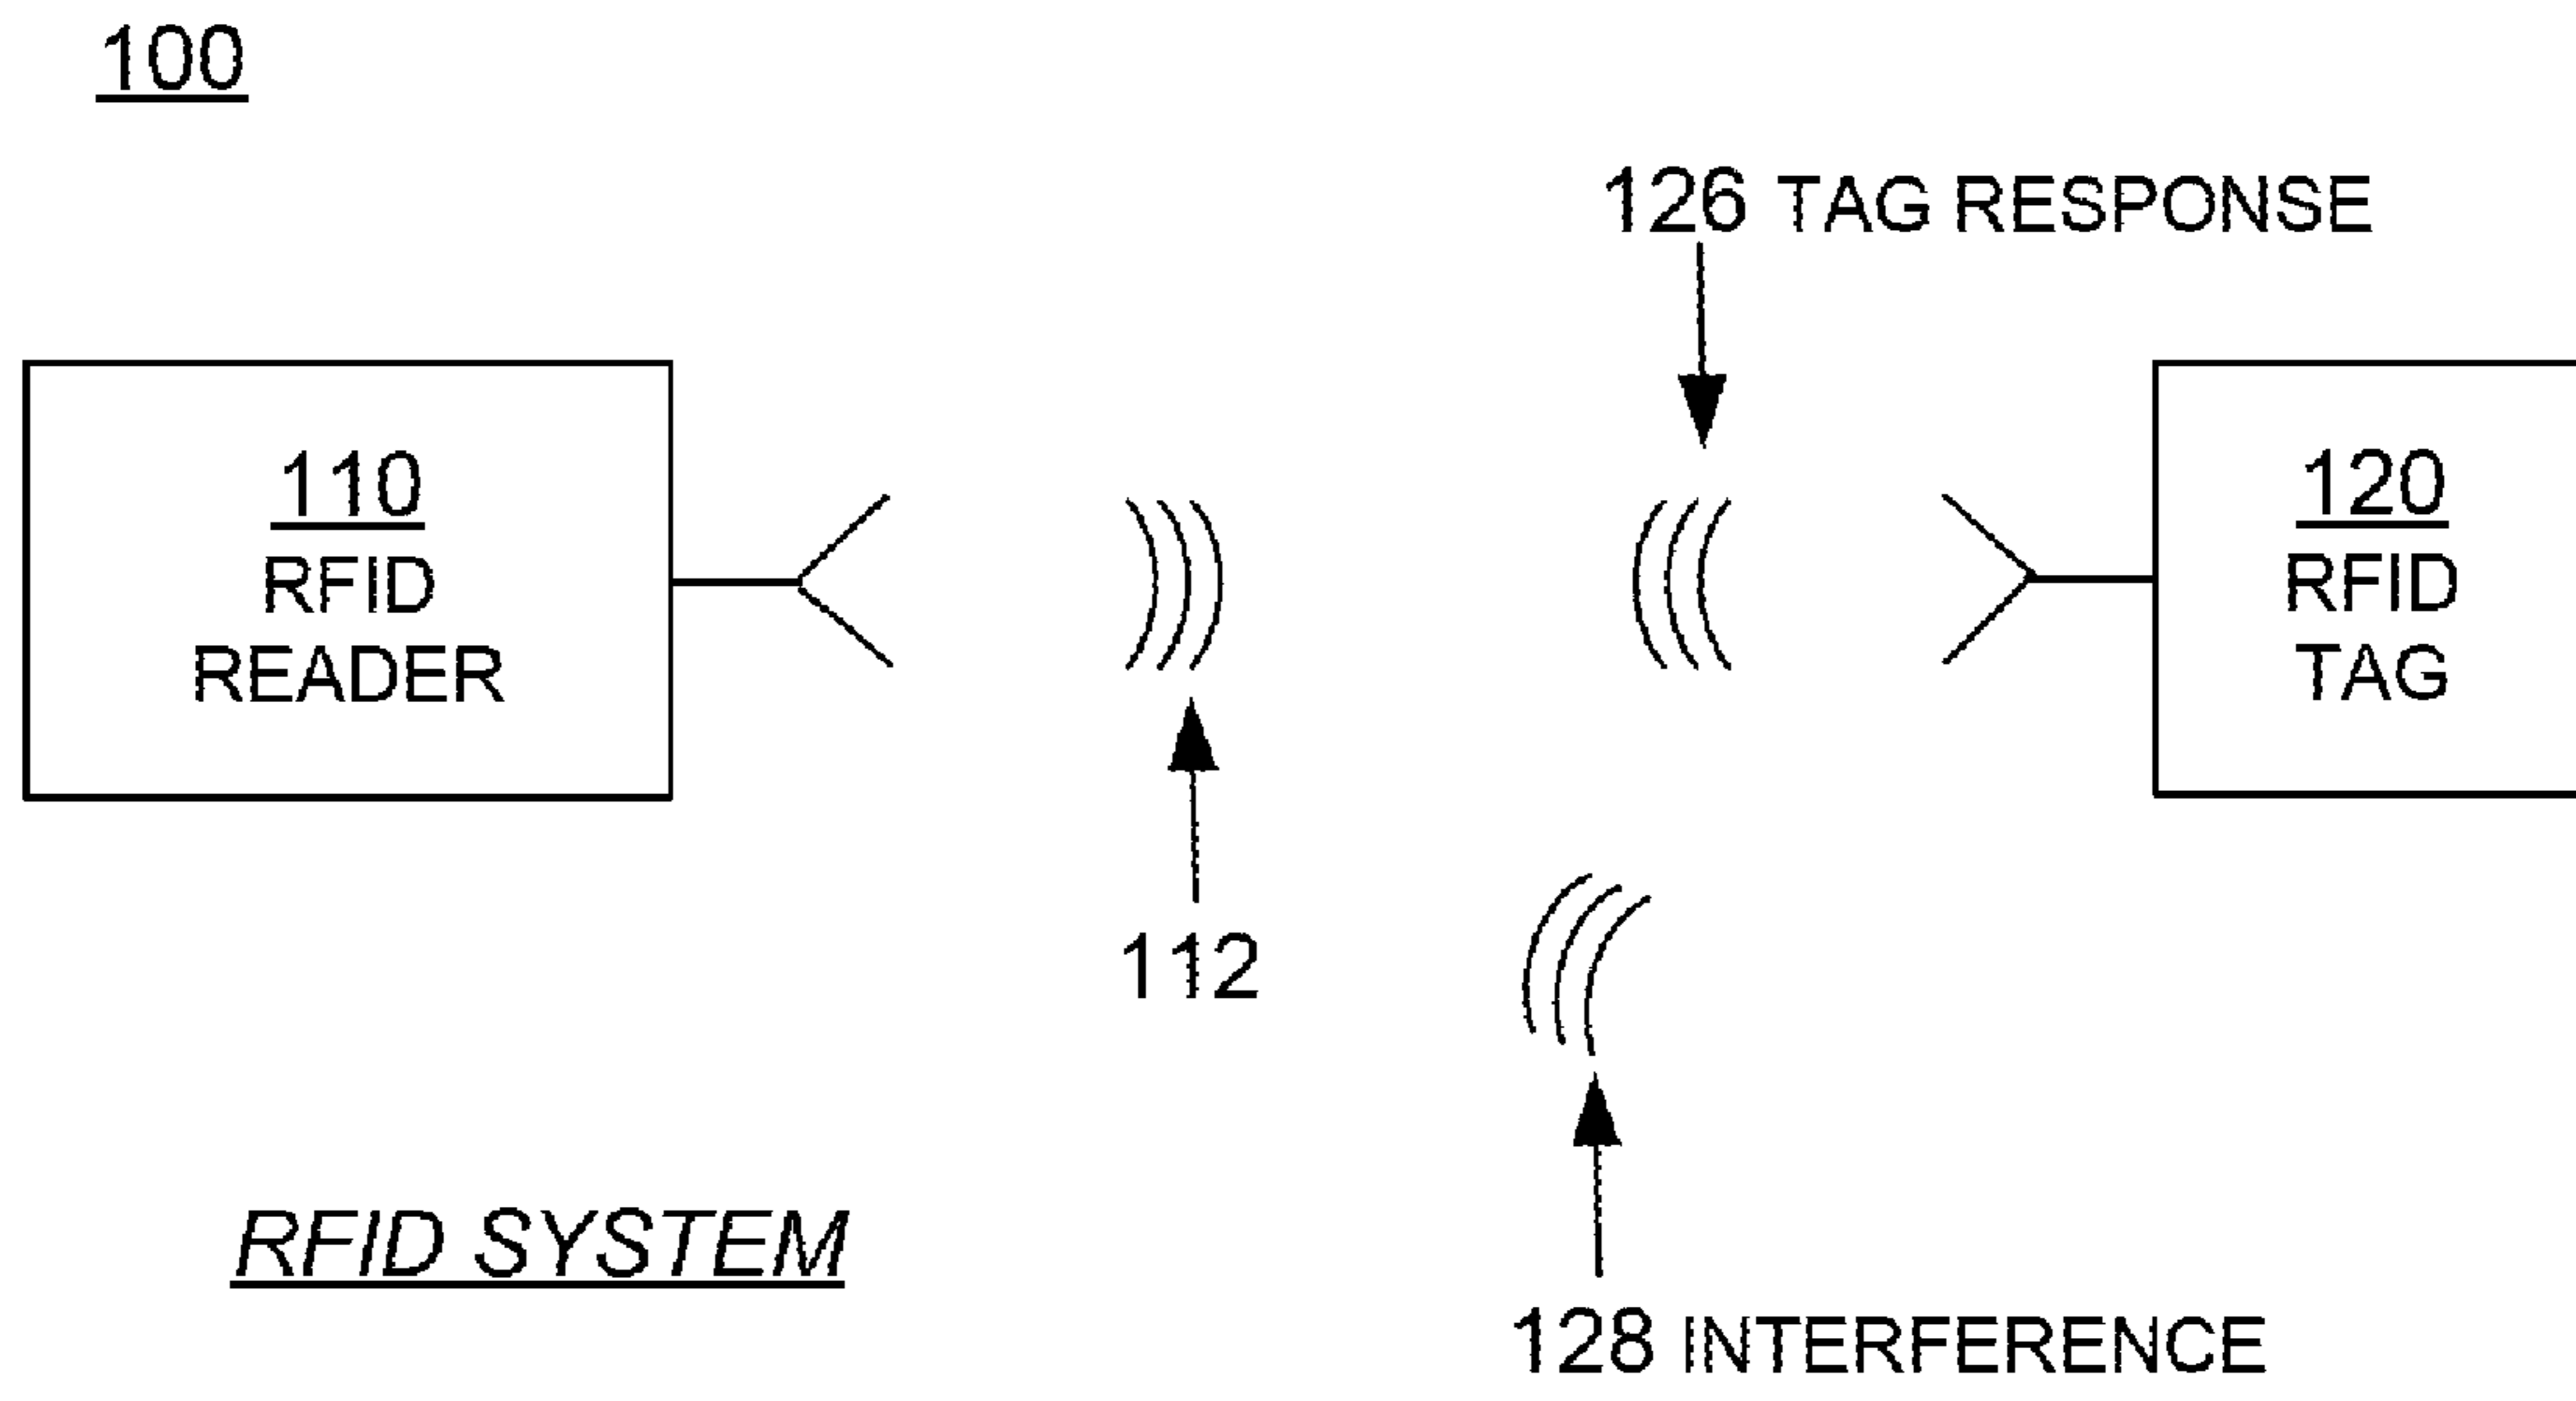 100
126 TAG RESPONSE
110
RFID
READER
120
RFID
TAG
112
RFID SYSTEM
128 INTERFERENCE